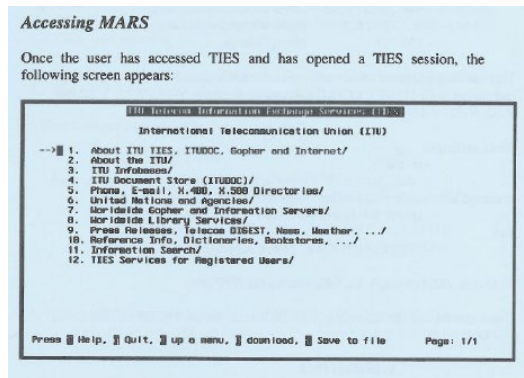 Accessing MARS
Once the user has accessed TIES and has opened a TIES session, the
following screen appears:
ITU Telecom Information Exchange Services (TIES)
International Telecommunication Union (ITU)
--> 1. About ITU TIES, ITUDOC, Gopher and Internet/
2. About the ITU/
3. ITU Infobases/
4. ITU Document Store (ITUDOC)/
5. Phone, E-mail, X.400, X.500 Directories/
6. United Nations and Agencies/
7. Worldwide Gopher and Information Servers/
8. Worldwide Library Services/
9. Press Releases, Telecom DIGEST, News, Weather, .../
10. Reference Info, Dictionaries, Bookstores, .../
11. Information Search/
12. TIES Services for Registered Users/
Press Help, Quit, up a menu, download, Save to file Page: 1/1